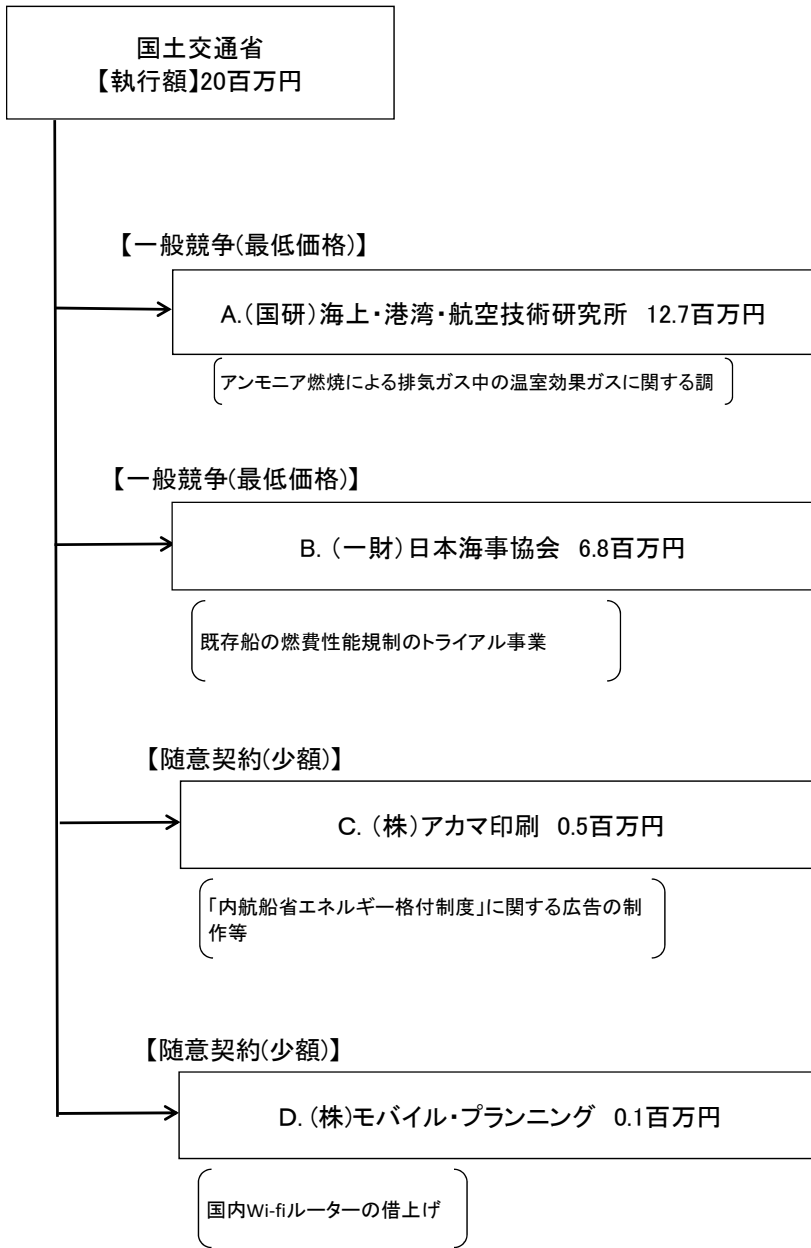 国土交通省
【執行額】20百万円
【一般競争(最低価格)】
A.(国研)海上・港湾・航空技術研究所 12.7百万円
アンモニア燃焼による排気ガス中の温室効果ガスに関する調
【一般競争(最低価格)】
B. (一財)日本海事協会 6.8百万円
既存船の燃費性能規制のトライアル事業
【随意契約(少額)】
C. (株)アカマ印刷 0.5百万円
「内航船省エネルギー格付制度」に関する広告の制
作等
【随意契約(少額)】
D. (株)モバイル・プランニング 0.1百万円
国内Wi-fiルーターの借上げ